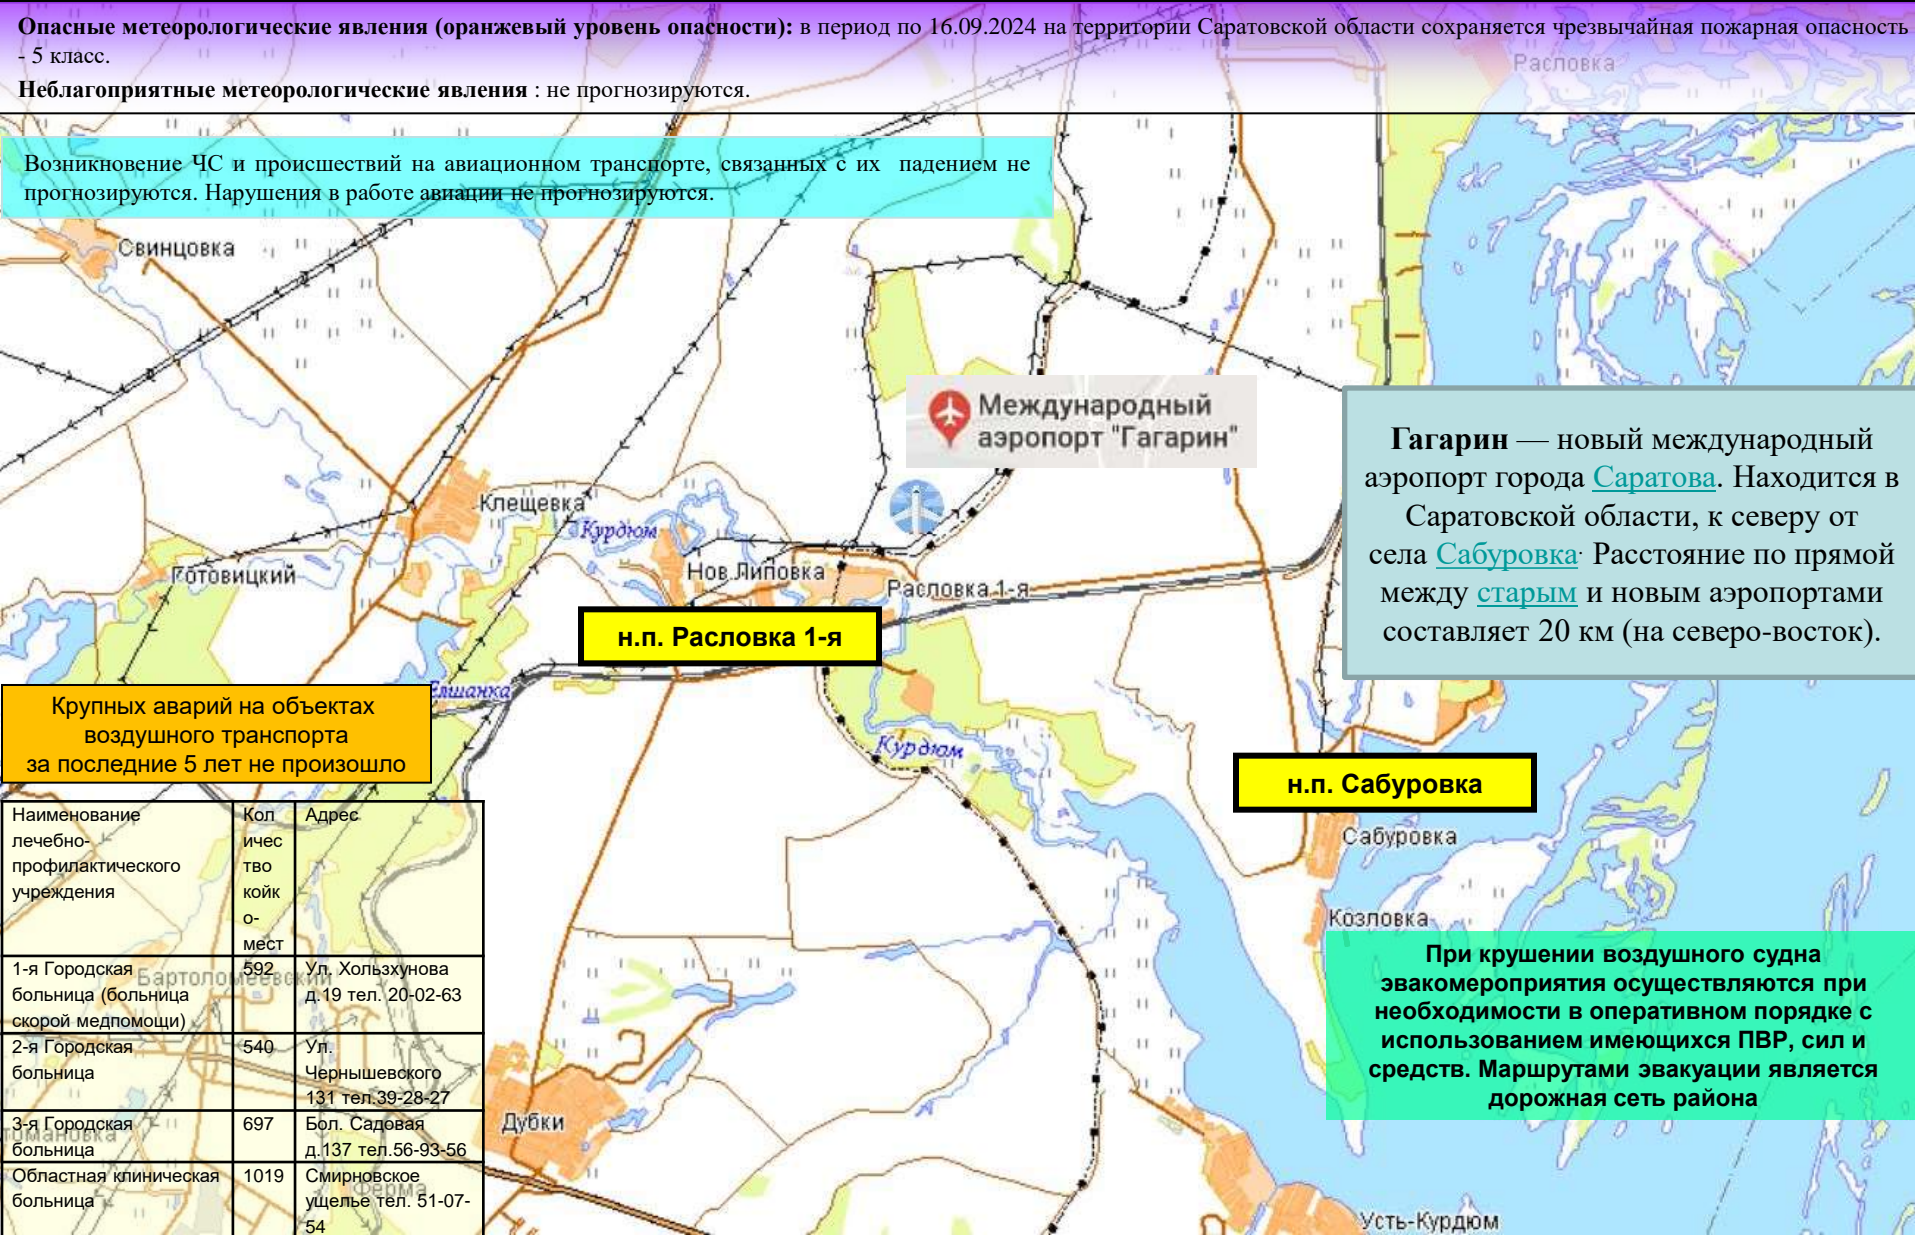 Опасные метеорологические явления (оранжевый уровень опасности): в период по 16.09.2024 на территории Саратовской области сохраняется чрезвычайная пожарная опасность
- 5 класс.
Неблагоприятные метеорологические явления : не прогнозируются.
Расловка
Возникновение ЧС и происшествий на авиационном транспорте, связанных с их падением не
прогнозируются. Нарушения в работе авиации не прогнозируются.
Свинцовка
Международный
аэропорт "Гагарин"
Гагарин — новый международный
аэропорт города Саратова. Находится в
Саратовской области, к северу от
села Сабуровка. Расстояние по прямой
между старым и новым аэропортами
составляет 20 км (на северо-восток).
Клещевка
Курдюм
Готовицкий
Нов.Липовка
Расловка 1-я
н.п. Расловка 1-я
Елшанка
Крупных аварий на объектах
воздушного транспорта
за последние 5 лет не произошло
Курдюм
н.п. Сабуровка
Сабуровка
Козловка
Наименование
лечебно-
профилактического
учреждения
Кол
ичес
тво
койк
о-
мест
Адрес
1-я Городская
больница (больница
скорой медпомощи)
592
Ул. Хользхунова
д.19 тел. 20-02-63
Бартоломеевский
2-я Городская
больница
540
Ул.
Чернышевского
131 тел.39-28-27
3-я Городская
больница
697
Бол. Садовая
д.137 тел.56-93-56
Областная клиническая
больница
1019
Смирновское
ущелье тел. 51-07-
54
Ферма
При крушении воздушного судна
эвакомероприятия осуществляются при
необходимости в оперативном порядке с
использованием имеющихся ПВР, сил и
средств. Маршрутами эвакуации является
дорожная сеть района
Дубки
Усть-Курдюм